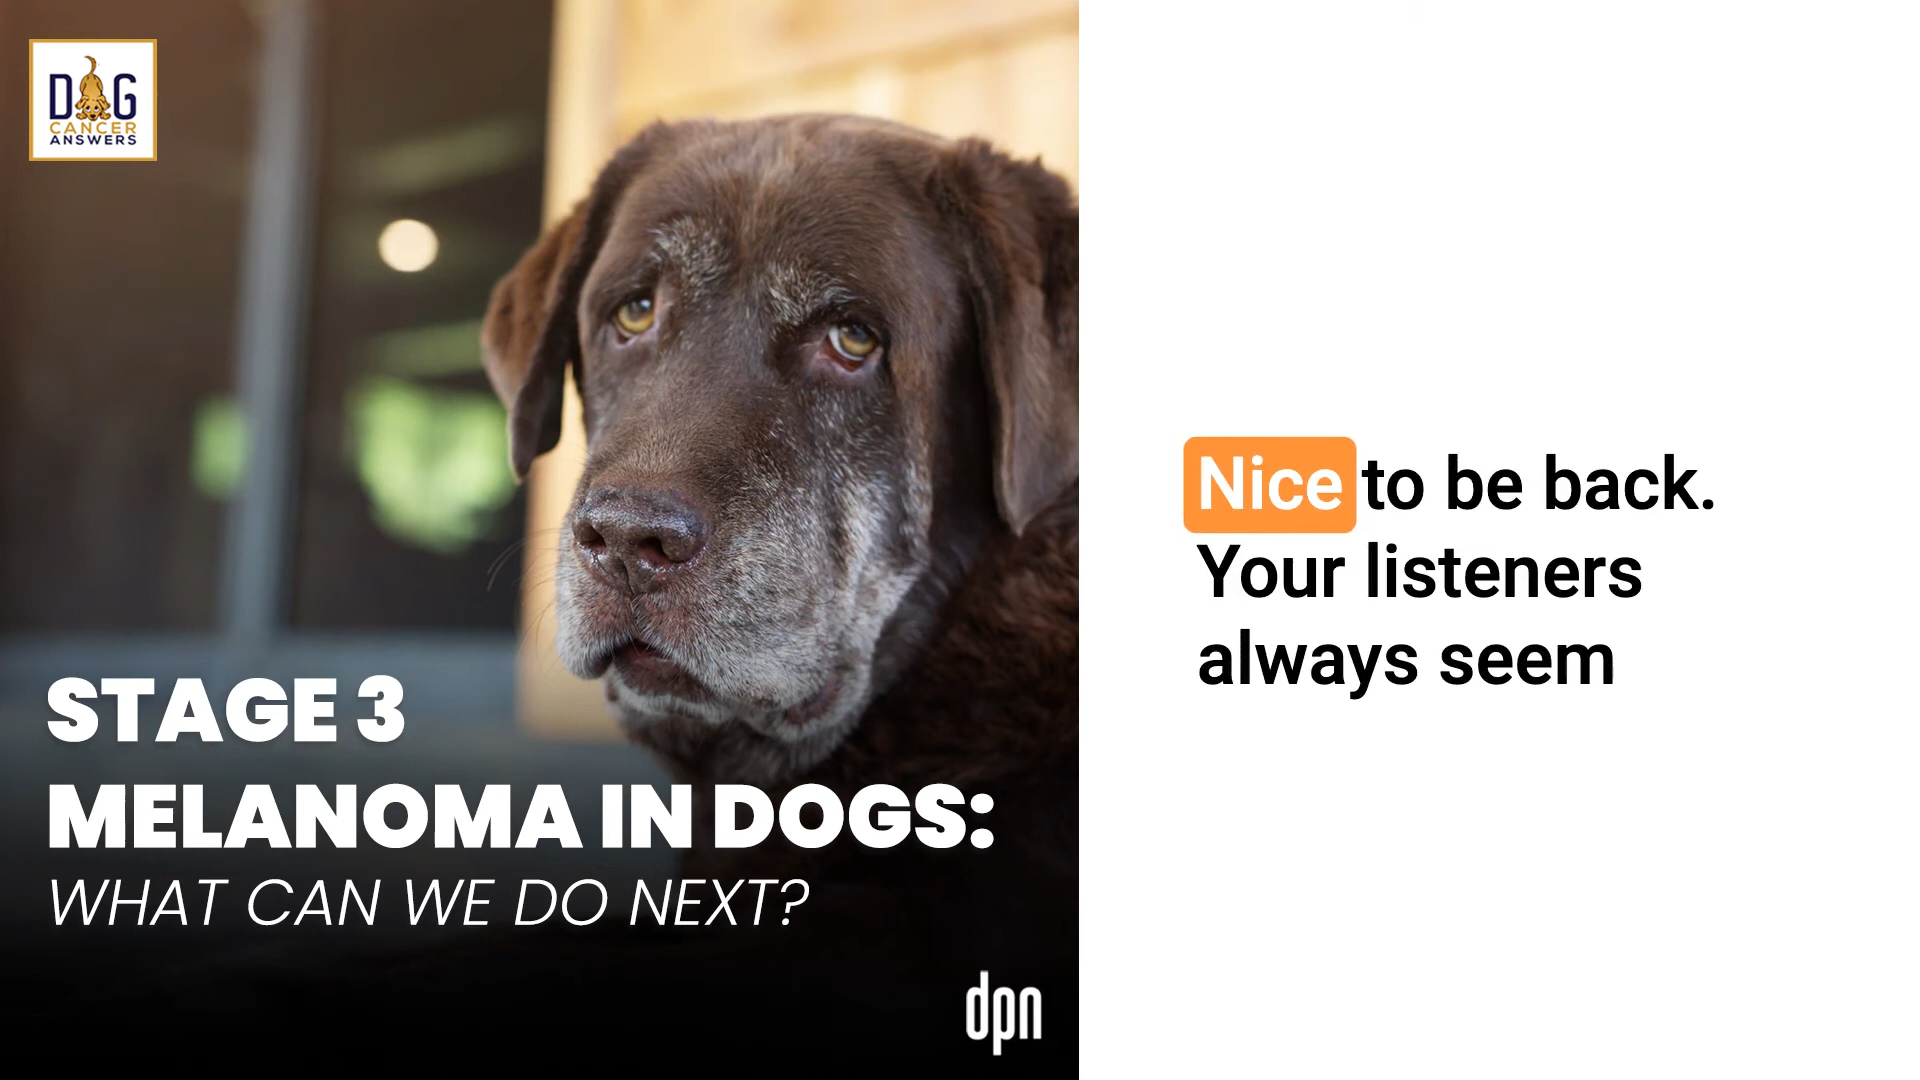 DOG
CANCER
ANSWERS
STAGE 3
MELANOMA IN DOGS:
WHAT CAN WE DO NEXT?
dpn
Nice to be back.
Your listeners
always seem